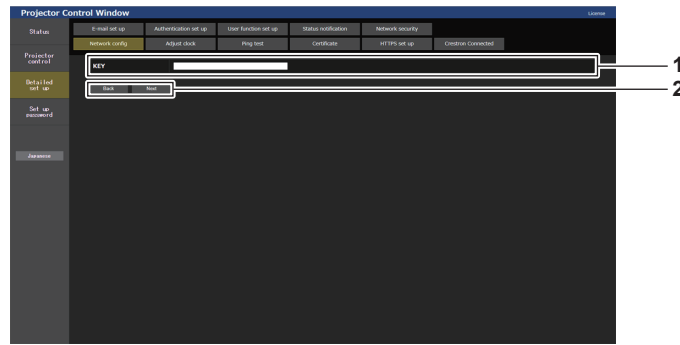 Projector Control Window
License
Status
E-mail set up
Authentication set up
User function set up
Status notification
Network security
Network config
Adjust clock
Ping test
Certificate
HTTPS set up
Crestron Connected
Projector
control
Detailed
set up
Set up
password
Japanese
KEY
Back
Next
1
2